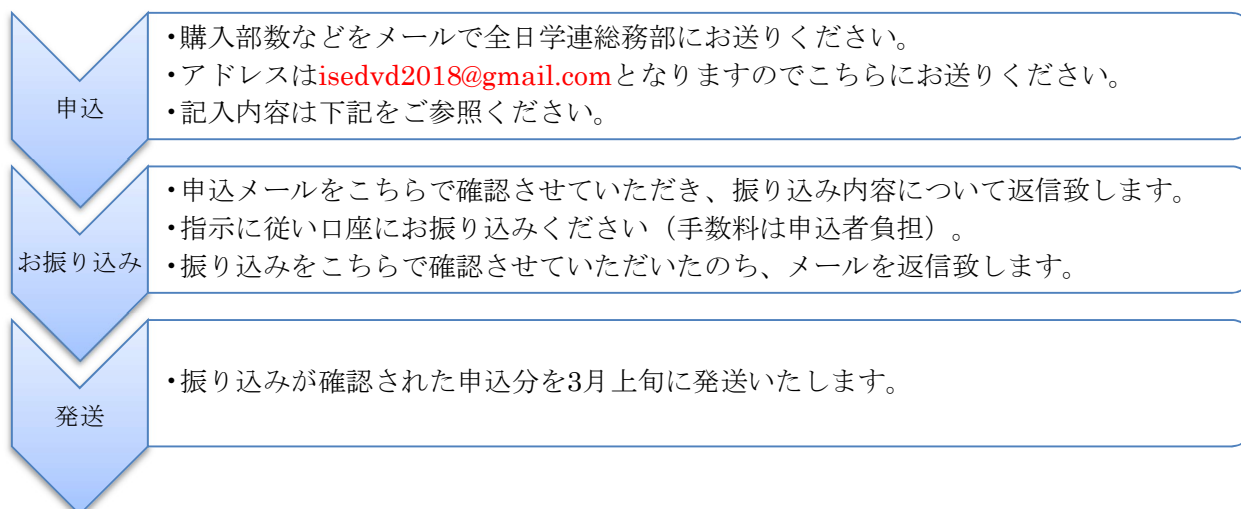 申込
・購入部数などをメールで全日学連総務部にお送りください。
・アドレスはisedvd2018@gmail.comとなりますのでこちらにお送りください。
・記入内容は下記をご参照ください。
お振り込み
・申込メールをこちらで確認させていただき、振り込み内容について返信致します。
・指示に従い口座にお振り込みください（手数料は申込者負担）。
・振り込みをこちらで確認させていただいたのち、メールを返信致します。
発送
・振り込みが確認された申込分を3月上旬に発送いたします。